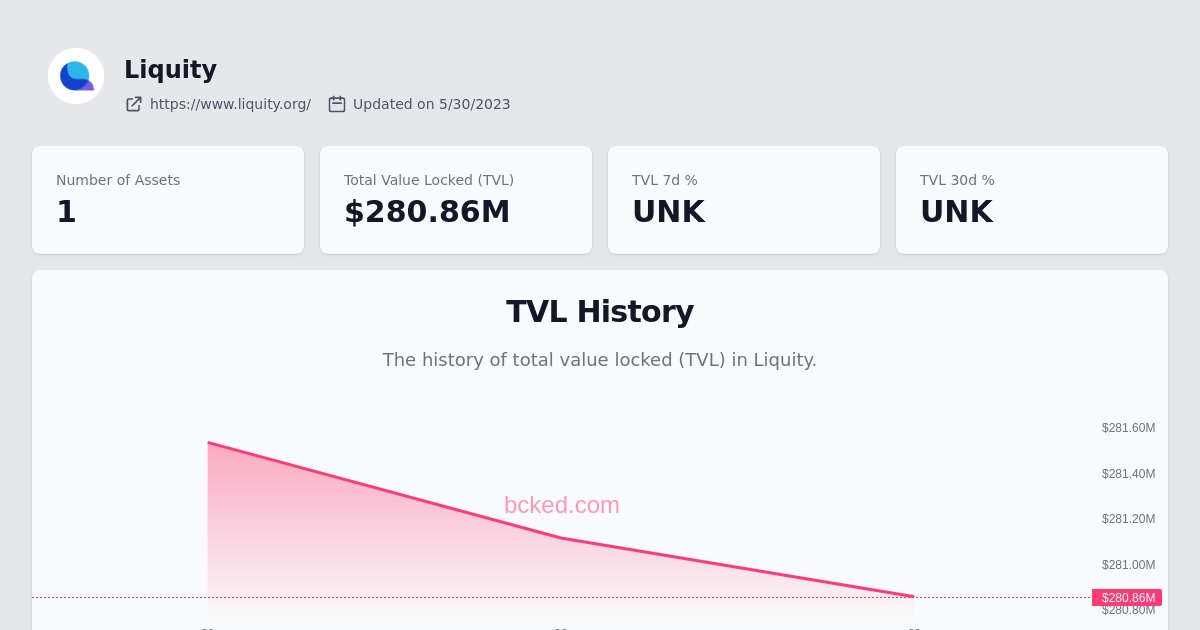 Liquity
https://www.liquity.org/ Updated on 5/30/2023
Number of Assets
1
Total Value Locked (TVL)
$280.86M
TVL 7d %
UNK
TVL 30d %
UNK
TVL History
The history of total value locked (TVL) in Liquity.
bcked.com
$281.60M
$281.40M
$281.20M
$281.00M
$280.86M
$280.80M